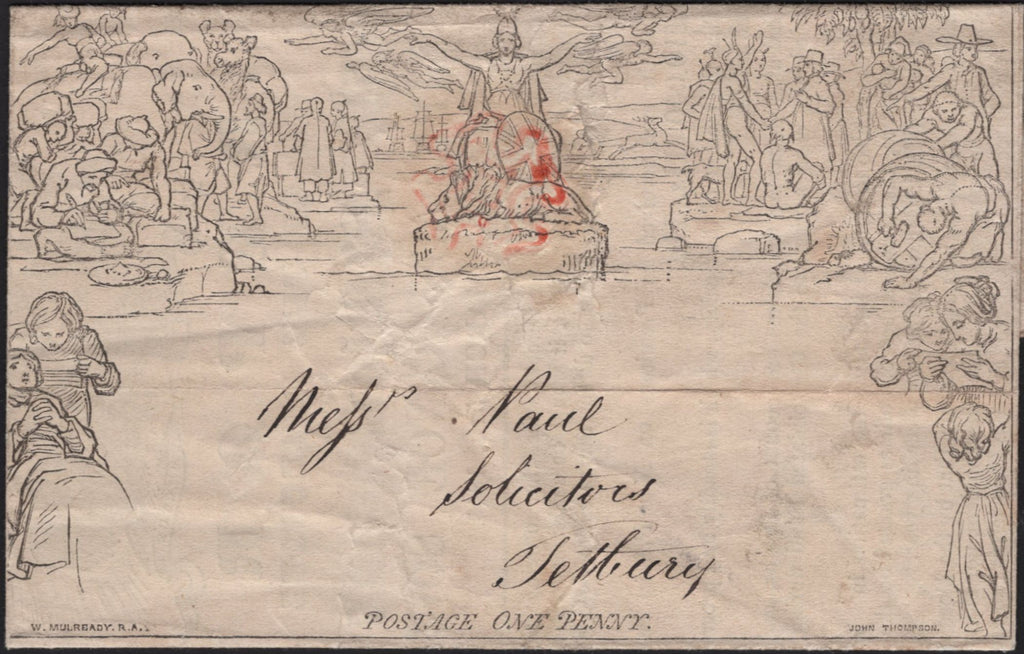 Messrs Paul
Solicitors
Tetbury
POSTAGE ONE PENNY.
W. MULREADY. R.A.
JOHN THOMPSON.